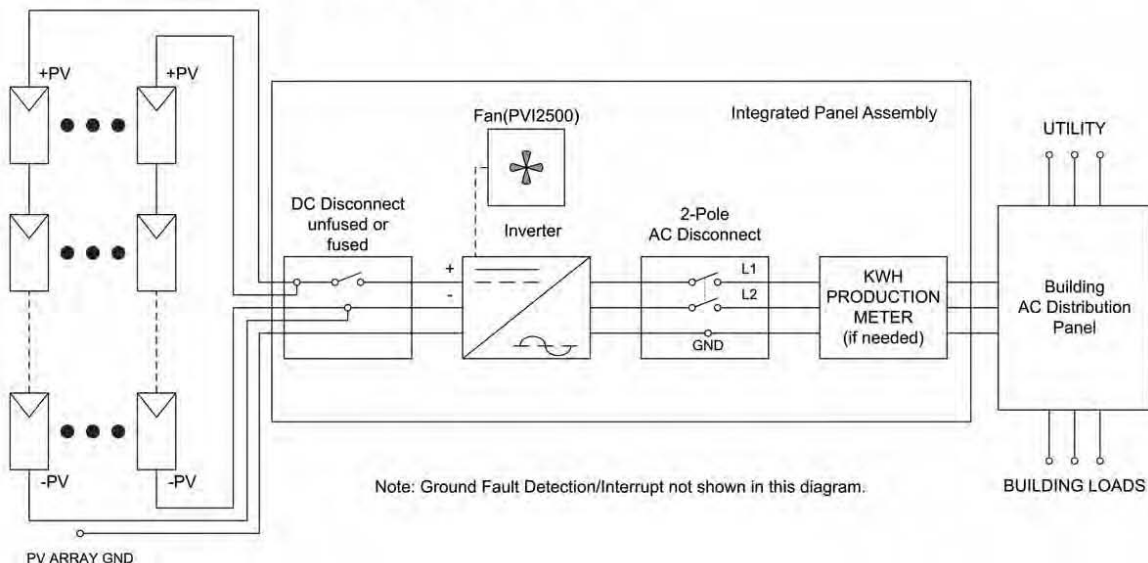 +PV
+PV
Fan(PVI2500)
Integrated Panel Assembly
UTILITY
DC Disconnect
unfused or
fused
Inverter
2-Pole
AC Disconnect
+
-
L1
L2
GND
KWH
PRODUCTION
METER
(if needed)
Building
AC Distribution
Panel
-PV
-PV
Note: Ground Fault Detection/Interrupt not shown in this diagram.
BUILDING LOADS
PV ARRAY GND